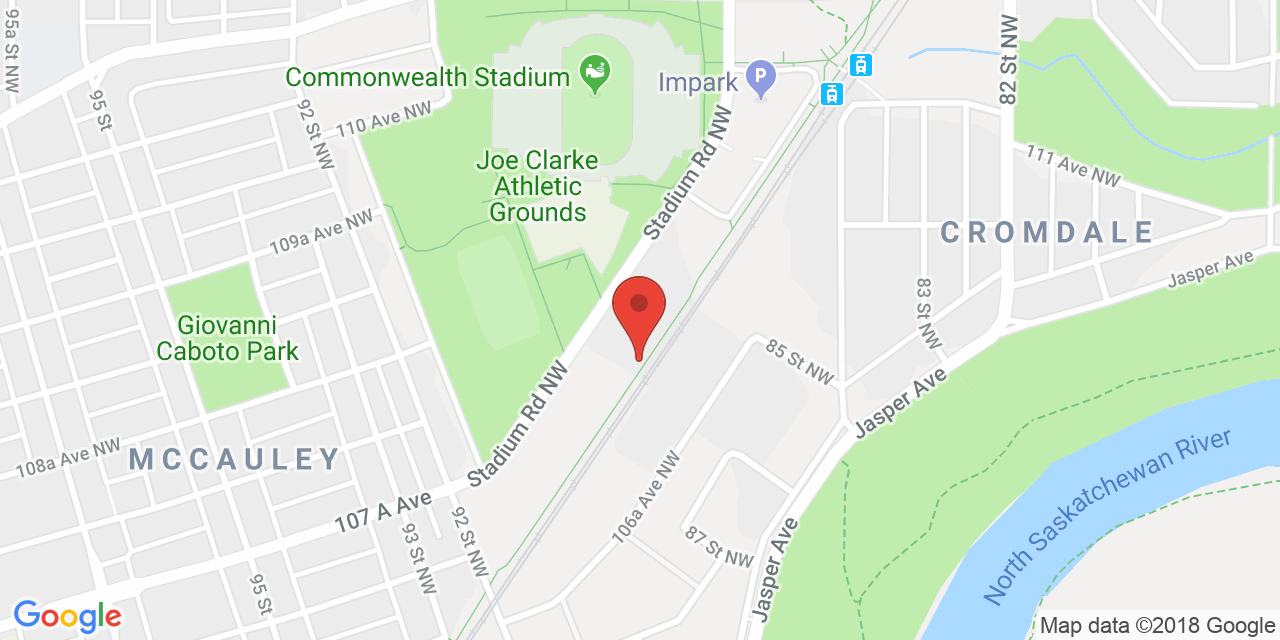 95a St NW
95 St
92 St NW
110 Ave NW
Commonwealth Stadium
Impark
P
82 St NW
Joe Clarke
Athletic
Grounds
Stadium Rd NW
111 Ave NW
109a Ave NW
CROMDALE
Jasper Ave
83 St NW
Giovanni
Caboto Park
85 St NW
Stadium Rd NW
Jasper Ave
108a Ave NW
MCCAULEY
North Saskatchewan River
107 A Ave
106a Ave NW
92 St NW
93 St NW
87 St NW
95 St
Jasper Ave
Google
Map data ©2018 Google